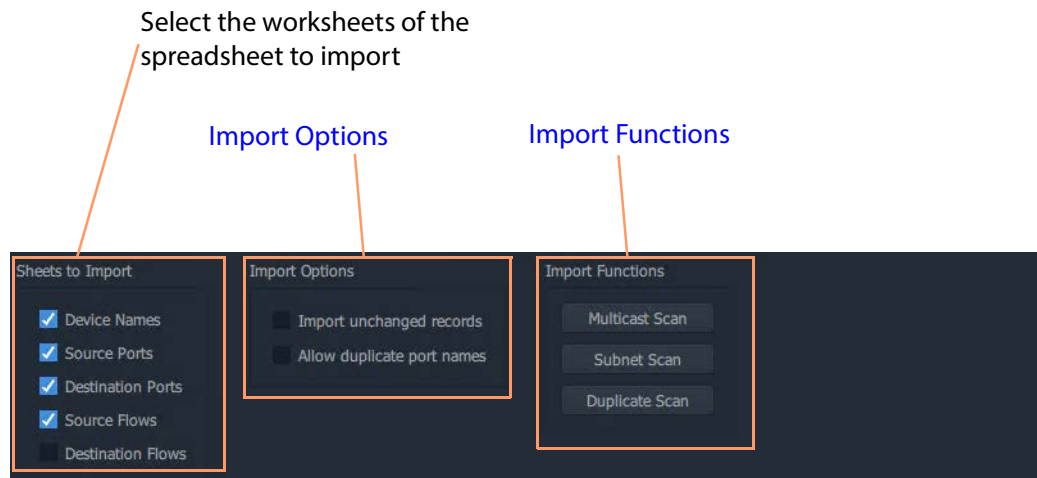 Select the worksheets of the
spreadsheet to import
Import Options
Import Functions
Sheets to Import
Device Names
Source Ports
Destination Ports
Source Flows
Destination Flows
Import Options
Import unchanged records
Allow duplicate port names
Import Functions
Multicast Scan
Subnet Scan
Duplicate Scan